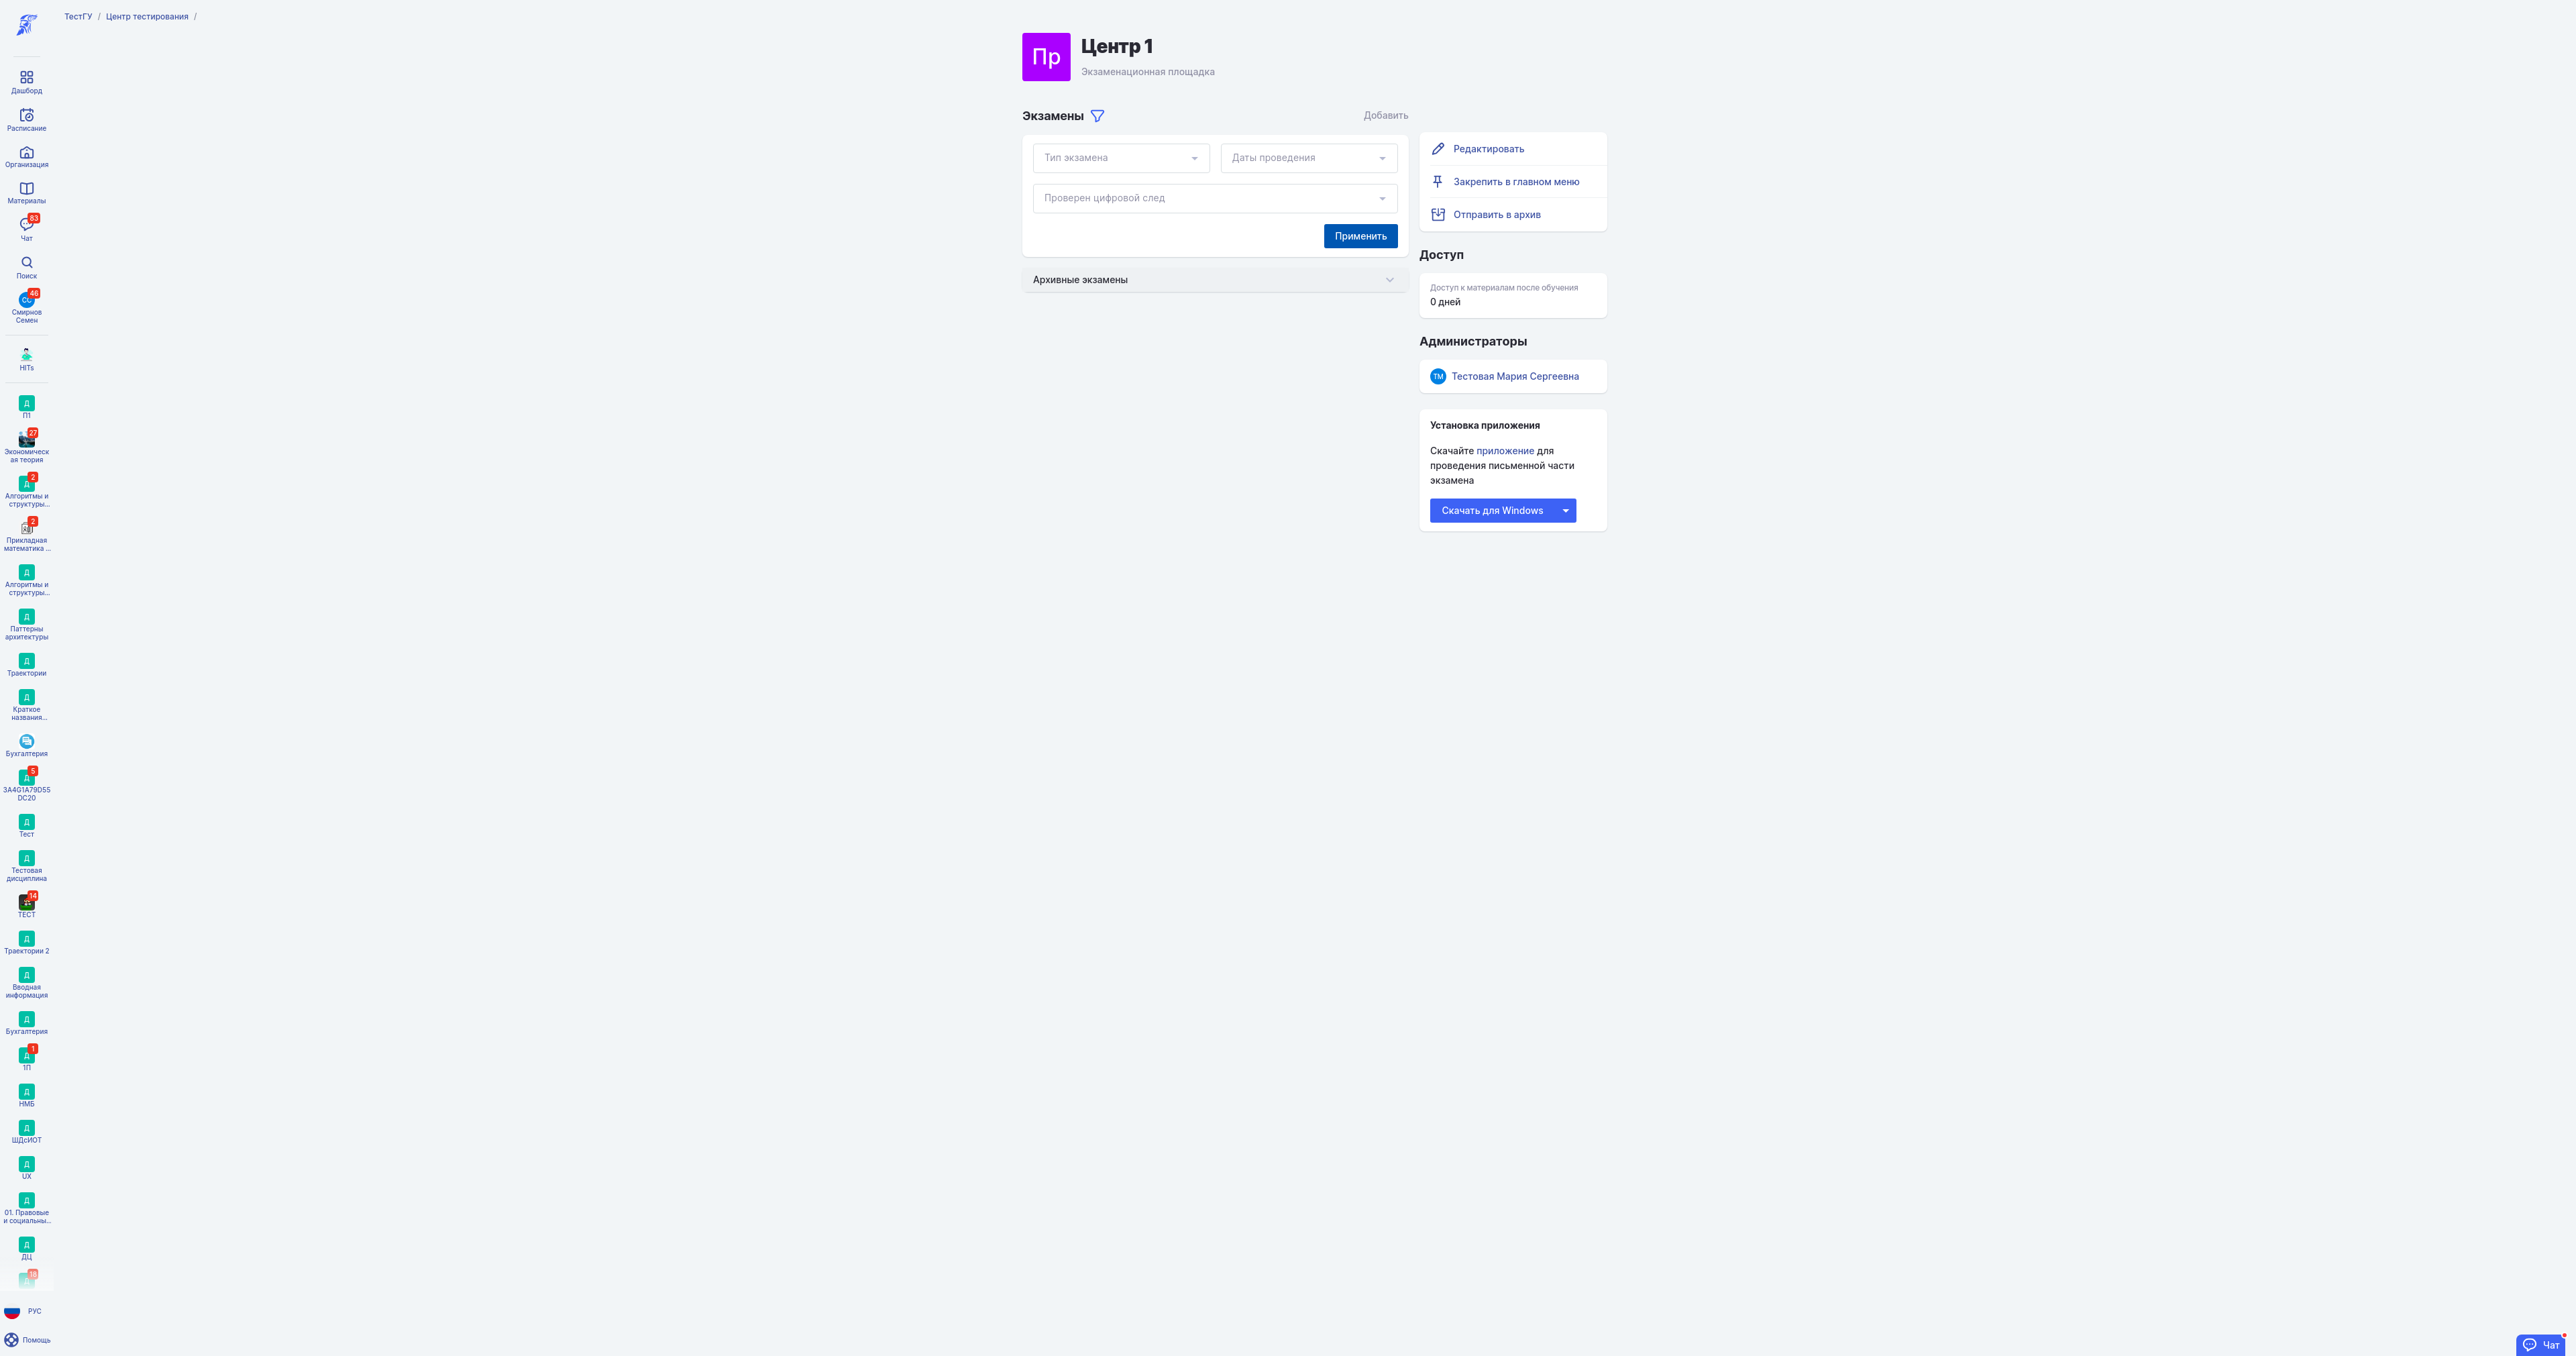 ТестГУ / Центр тестирования /
Дашборд
Расписание
Организация
Материалы
83
Чат
Поиск
СС
46
Смирнов
Семен
HITs
Д
П1
27
Экономическ
ая теория
Д
2
Алгоритмы и
структуры...
2
Прикладная
математика ...
Д
Алгоритмы и
структуры...
Д
Паттерны
архитектуры
Д
Траектории
Д
Краткое
названия...
Бухгалтерия
Д
5
3A4G1A79D55
DC20
Д
Тест
Д
Тестовая
дисциплина
14
ТЕСТ
Д
Траектории 2
Д
Вводная
информация
Д
Бухгалтерия
Д
1
1П
Д
НМБ
Д
ШДсИОТ
Д
UX
Д
01. Правовые
и социальны...
Д
ДЦ
Д
18
РУС
Помощь
Пр
Центр 1
Экзаменационная площадка
Экзамены
Добавить
Тип экзамена
Даты проведения
Проверен цифровой след
Применить
Архивные экзамены
Редактировать
Закрепить в главном меню
Отправить в архив
Доступ
Доступ к материалам после обучения
0 дней
Администраторы
ТМ Тестовая Мария Сергеевна
Установка приложения
Скачайте приложение для
проведения письменной части
экзамена
Скачать для Windows
Чат